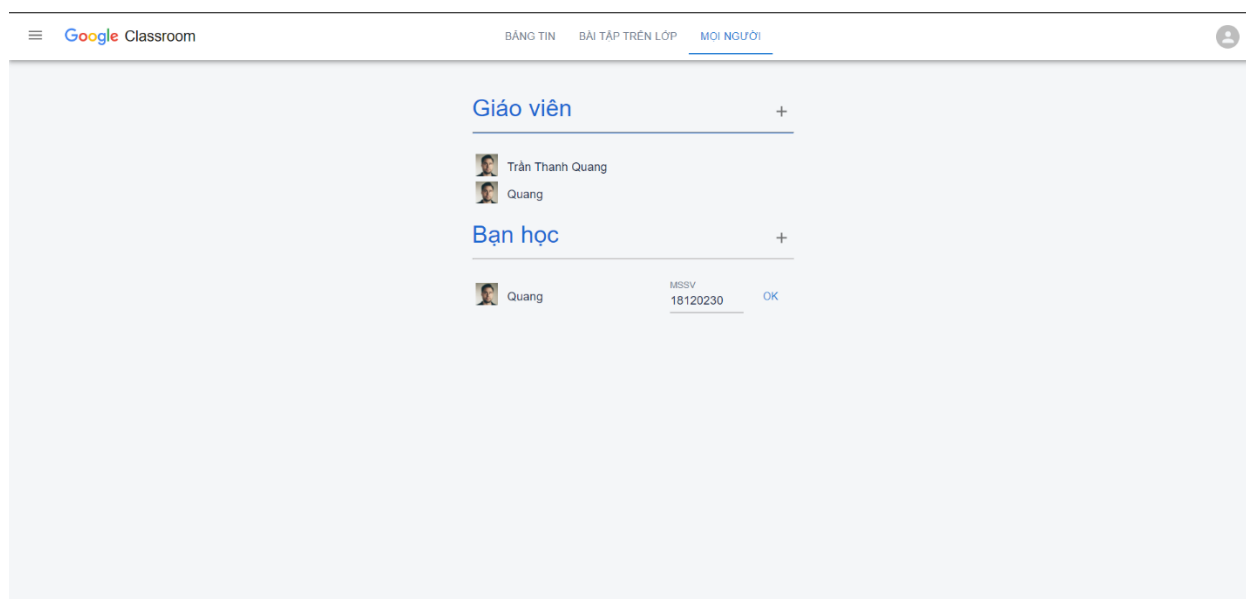 Google Classroom
BẢNG TIN BÀI TẬP TRÊN LỚP MỌI NGƯỜI
Giáo viên +
Trần Thanh Quang
Quang
Bạn học +
MSSV
Quang 18120230 OK